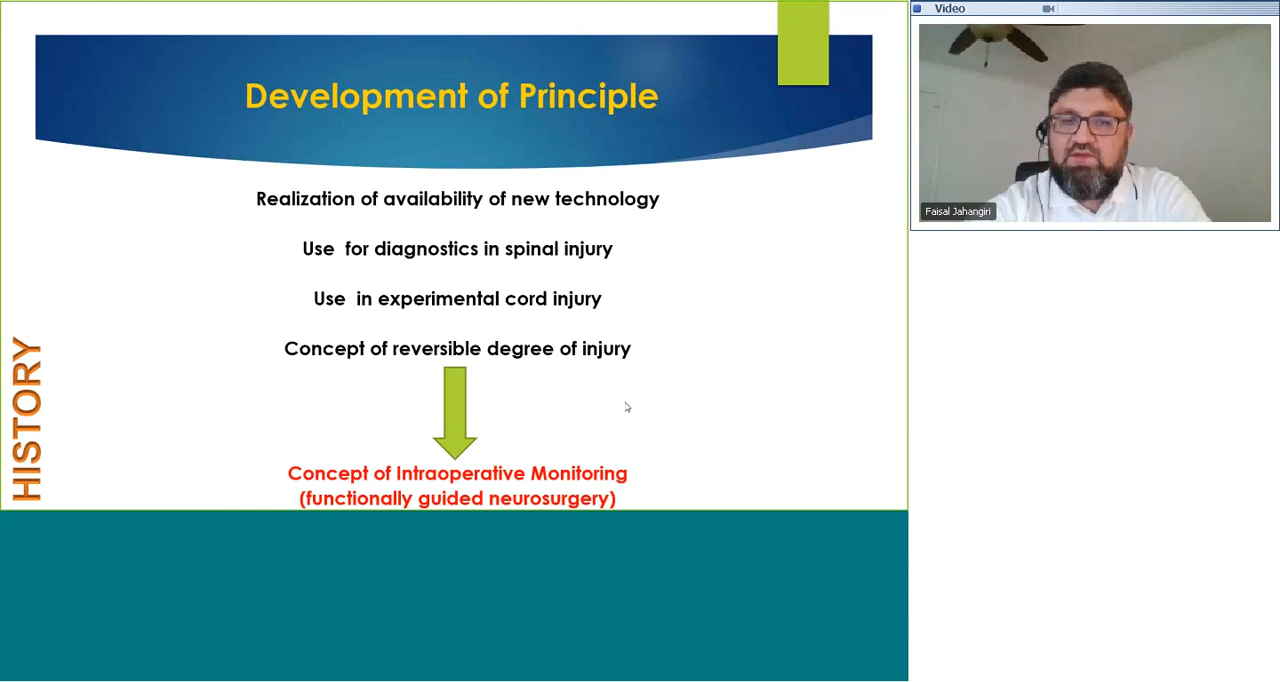 Development of Principle
Realization of availability of new technology
Use for diagnostics in spinal injury
Use in experimental cord injury
Concept of reversible degree of injury
Concept of Intraoperative Monitoring
(functionally guided neurosurgery)
HISTORY
Video
Faisal Jahangiri